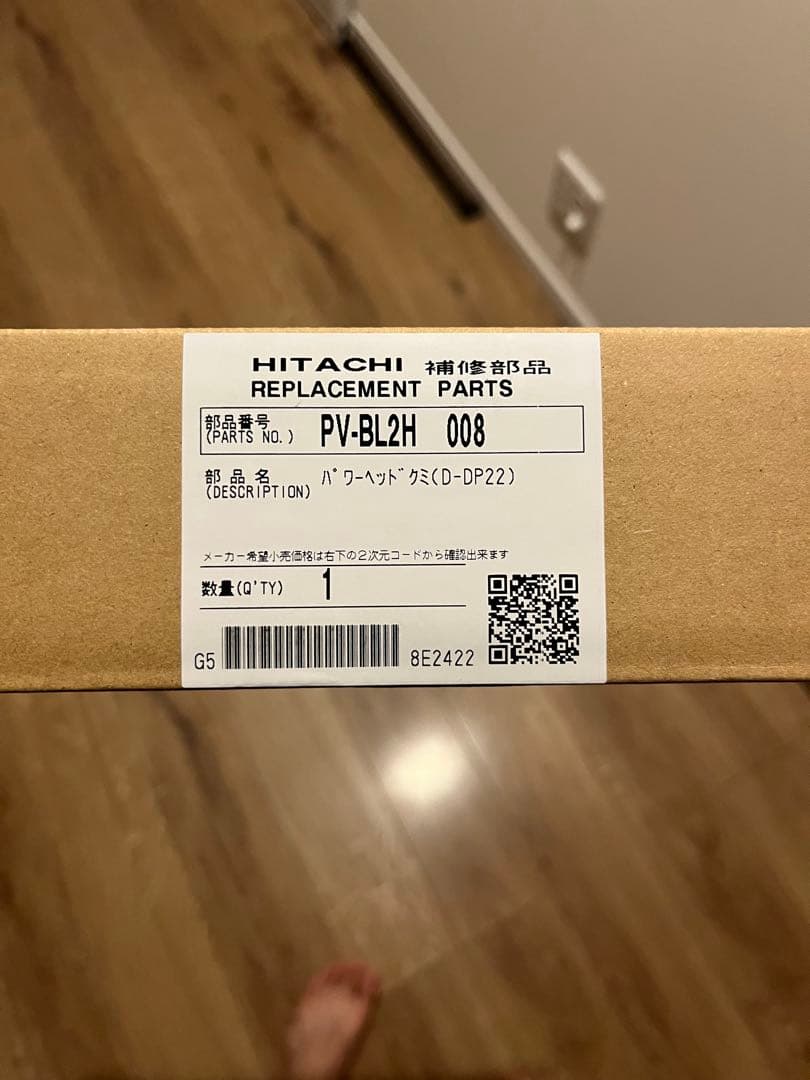 HITACHI 補修部品
REPLACEMENT PARTS
部品番号
(PARTS NO.) PV-BL2H 008
部品名 パワーヘッドクミ(D-DP22)
(DESCRIPTION)
メーカー希望小売価格は右下の2次元コードから確認出来ます
数量(Q'TY) 1
G5 8E2422